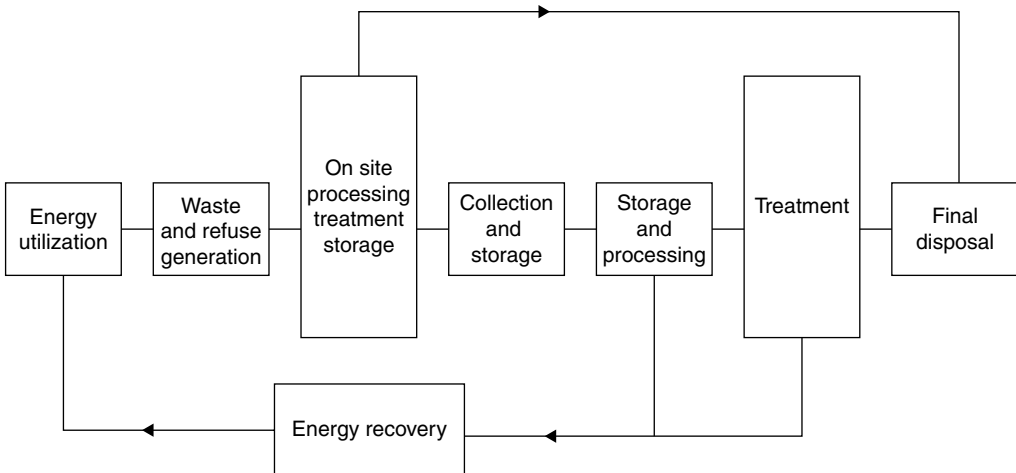 Energy
utilization
Waste
and refuse
generation
On site
processing
treatment
storage
Collection
and
storage
Storage
and
processing
Treatment
Final
disposal
Energy recovery